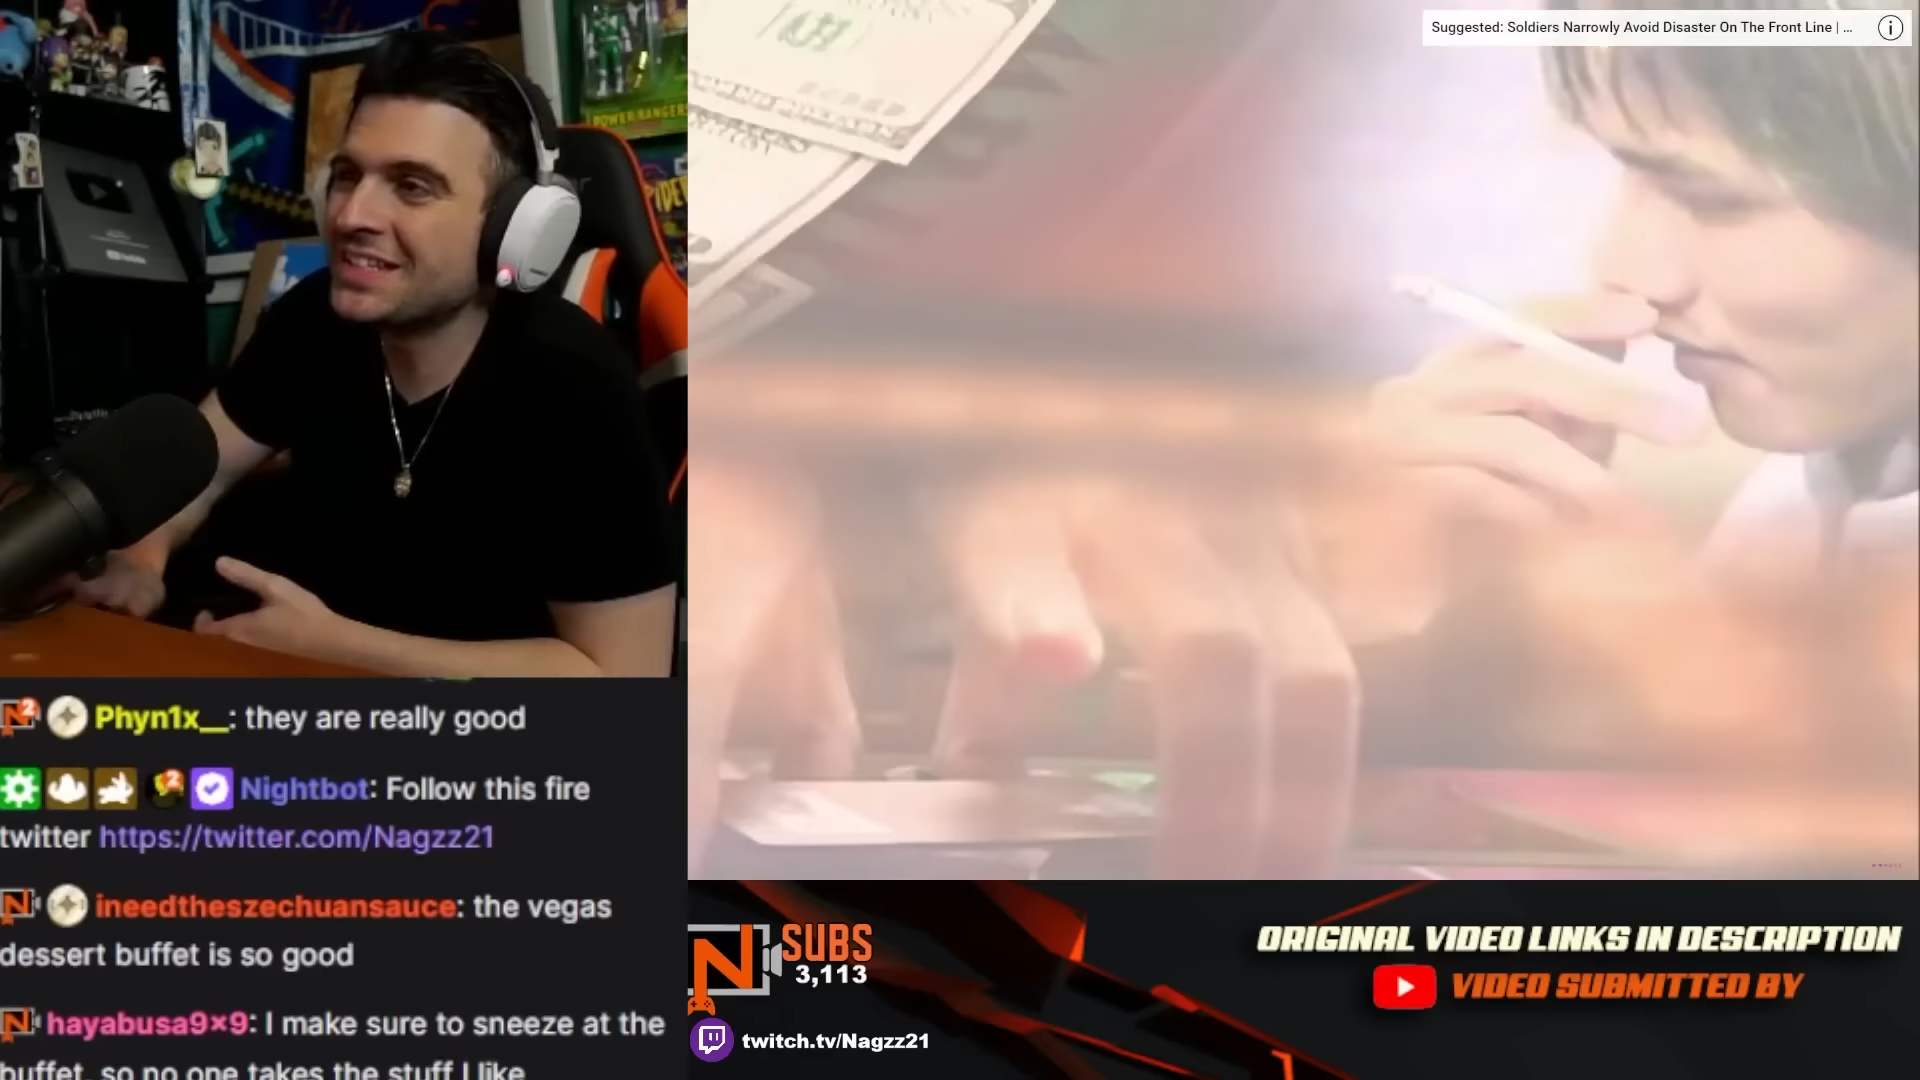 Suggested: Soldiers Narrowly Avoid Disaster On The Front Line | ...
POWER RANGERS
Phyn1x__: they are really good
Nightbot: Follow this fire
twitter https://twitter.com/Nagzz21
ineedtheszechuansauce: the vegas
dessert buffet is so good
hayabusa9x9: I make sure to sneeze at the
buffet, so no one takes the stuff I like
N SUBS
3,113
twitch.tv/Nagzz21
ORIGINAL VIDEO LINKS IN DESCRIPTION
VIDEO SUBMITTED BY